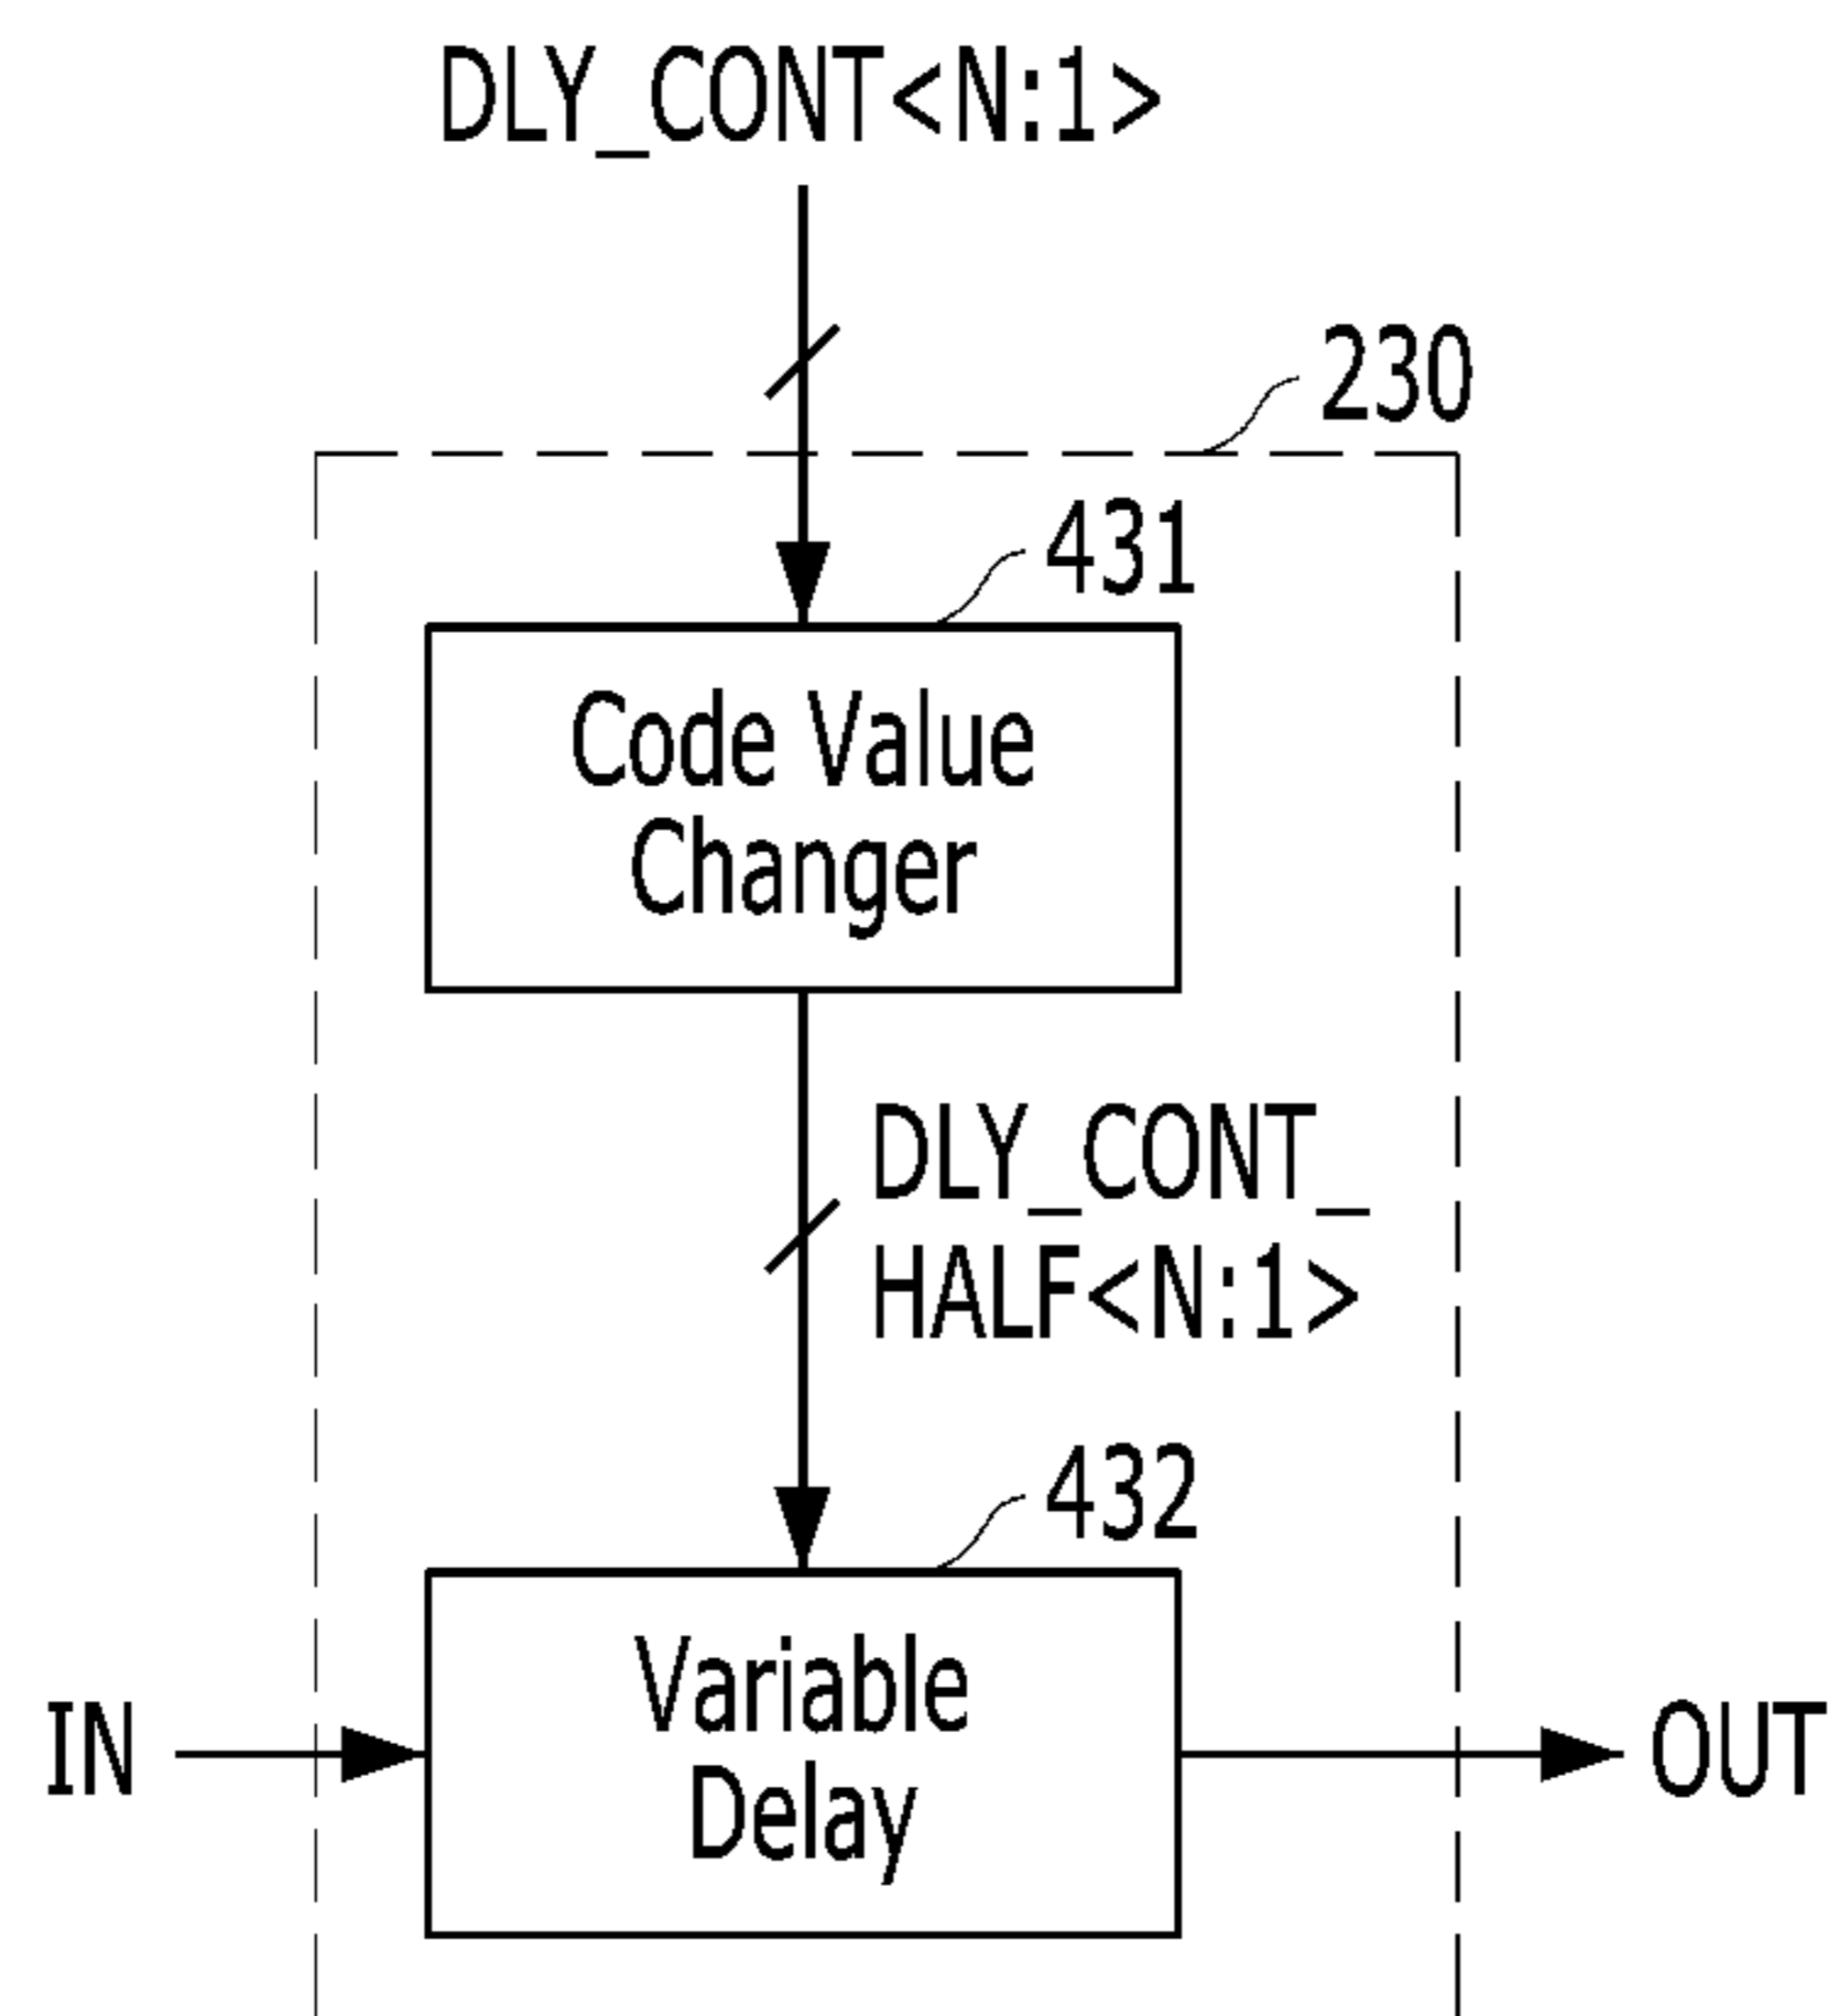 DLY_CONT<N:1>
230
431
Code Value
Changer
DLY_CONT_
HALF<N:1>
432
Variable
Delay
IN
OUT